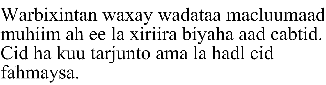 Warbixintan waxay wadataa macluumaad
muhiim ah ee la xiriira biyaha aad cabtid.
Cid ha kuu tarjunto ama la hadl cid
fahmaysa.